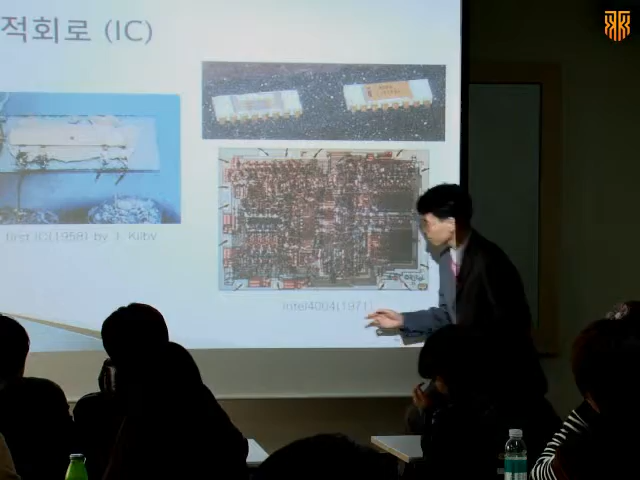 적회로 (IC)
first IC(1958) by J. Kilby
Intel4004(1971)